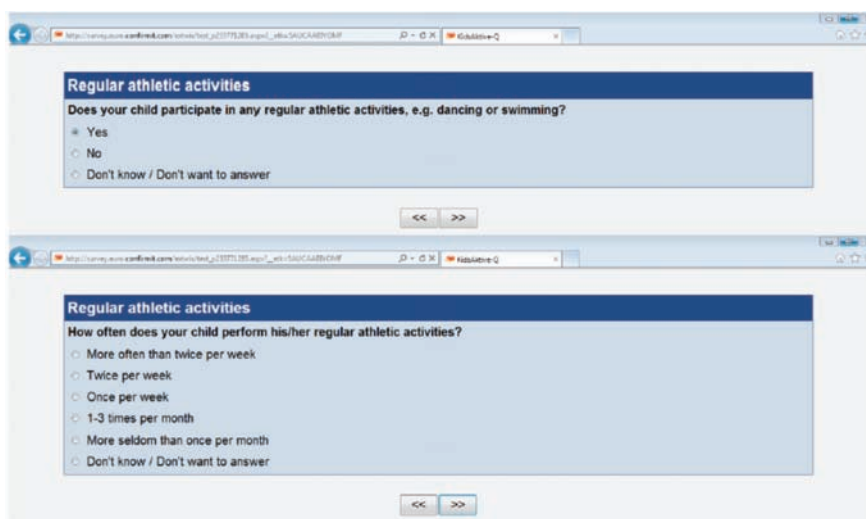 KidsAktive-Q
Regular athletic activities
Does your child participate in any regular athletic activities, e.g. dancing or swimming?
Yes
No
Don't know / Don't want to answer
<< >>
KidsAktive-Q
Regular athletic activities
How often does your child perform his/her regular athletic activities?
More often than twice per week
Twice per week
Once per week
1-3 times per month
More seldom than once per month
Don't know / Don't want to answer
<< >>